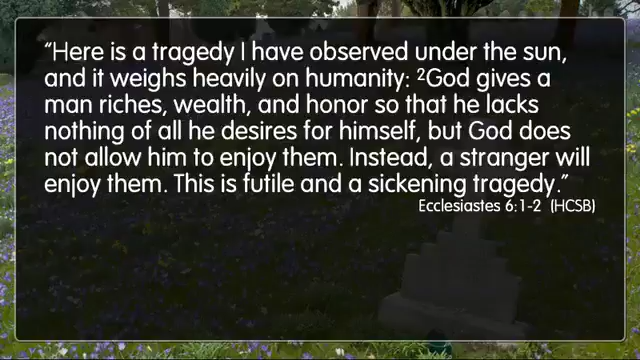 “Here is a tragedy I have observed under the sun,
and it weighs heavily on humanity: ²God gives a
man riches, wealth, and honor so that he lacks
nothing of all he desires for himself, but God does
not allow him to enjoy them. Instead, a stranger will
enjoy them. This is futile and a sickening tragedy.”
Ecclesiastes 6:1-2 (HCSB)